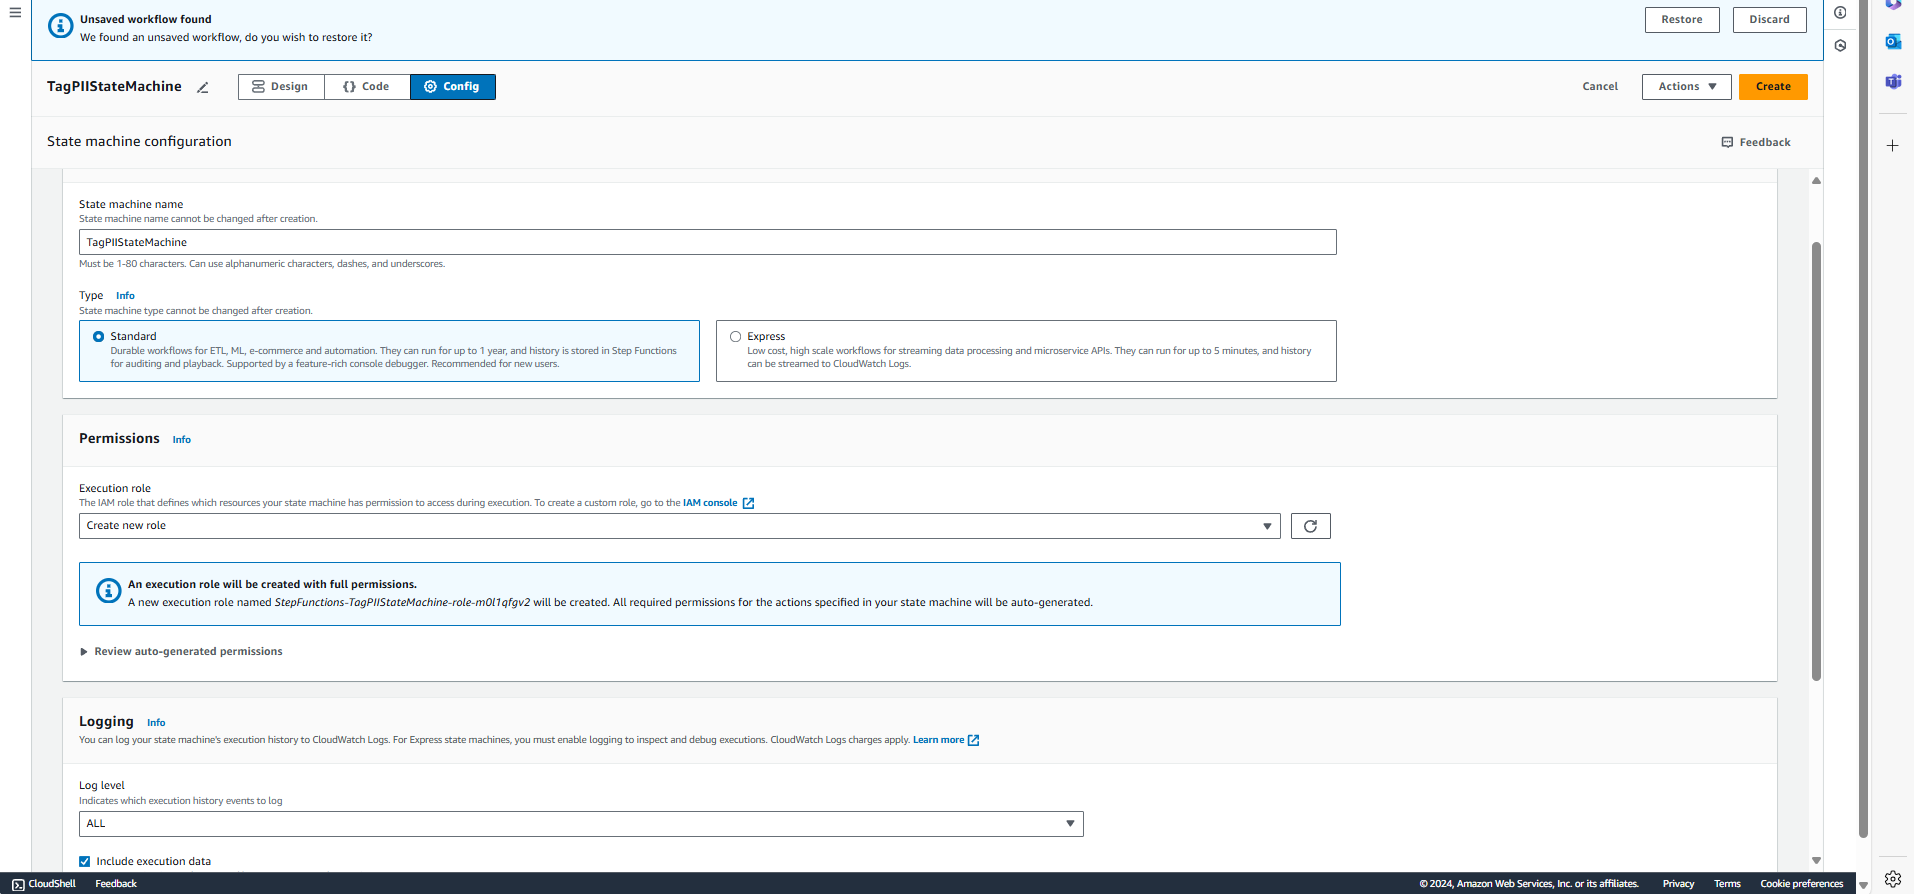 Unsaved workflow found
We found an unsaved workflow, do you wish to restore it?
Restore
Discard
TagPIIStateMachine
Design
{} Code
Config
Cancel
Actions
Create
State machine configuration
Feedback
State machine name
State machine name cannot be changed after creation.
TagPIIStateMachine
Must be 1-80 characters. Can use alphanumeric characters, dashes, and underscores.
Type Info
State machine type cannot be changed after creation.
Standard
Durable workflows for ETL, ML, e-commerce and automation. They can run for up to 1 year, and history is stored in Step Functions
for auditing and playback. Supported by a feature-rich console debugger. Recommended for new users.
Express
Low cost, high scale workflows for streaming data processing and microservice APIs. They can run for up to 5 minutes, and history
can be streamed to CloudWatch Logs.
Permissions Info
Execution role
The IAM role that defines which resources your state machine has permission to access during execution. To create a custom role, go to the IAM console
Create new role
An execution role will be created with full permissions.
A new execution role named StepFunctions-TagPIIStateMachine-role-m0l1qfgv2 will be created. All required permissions for the actions specified in your state machine will be auto-generated.
Review auto-generated permissions
Logging Info
You can log your state machine's execution history to CloudWatch Logs. For Express state machines, you must enable logging to inspect and debug executions. CloudWatch Logs charges apply. Learn more
Log level
Indicates which execution history events to log
ALL
Include execution data
CloudShell Feedback
© 2024, Amazon Web Services, Inc. or its affiliates. Privacy Terms Cookie preferences